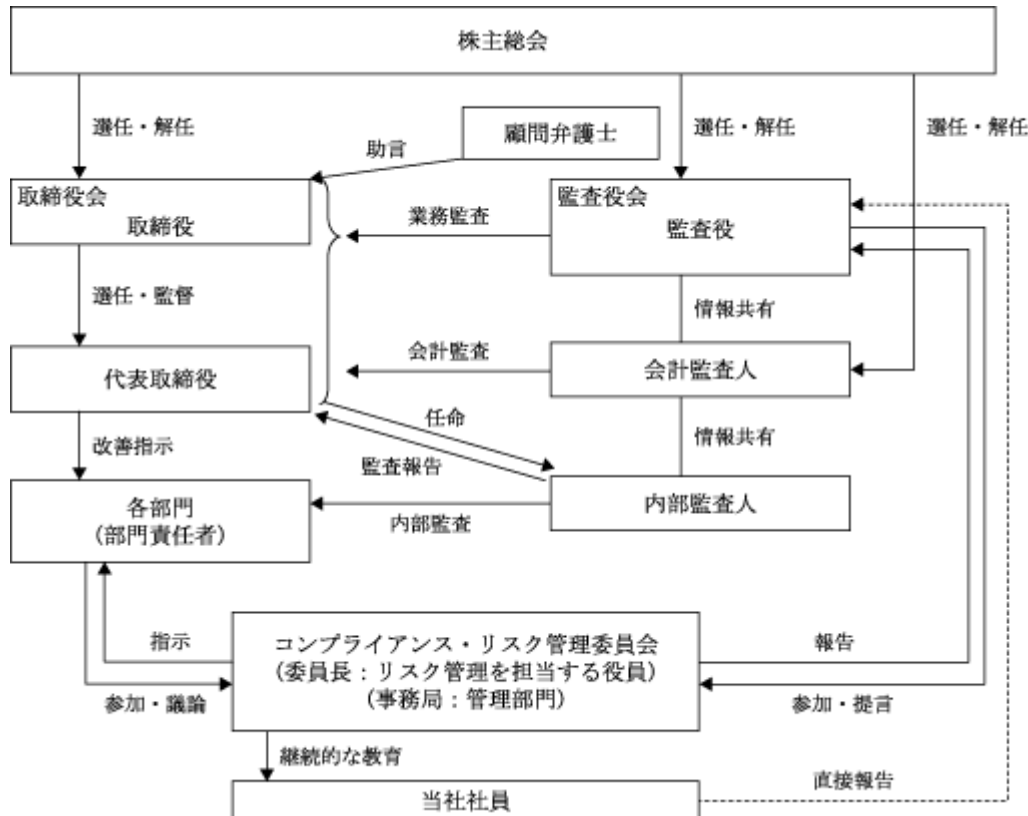 株主総会
選任・解任
選任・解任
選任・解任
顧問弁護士
助言
取締役会
取締役
監査役会
監査役
業務監査
選任・監督
情報共有
会計監査
代表取締役
会計監査人
任命
改善指示
情報共有
監査報告
各部門
(部門責任者)
内部監査人
内部監査
指示
コンプライアンス・リスク管理委員会
(委員長：リスク管理を担当する役員)
(事務局：管理部門)
報告
参加・議論
参加・提言
継続的な教育
直接報告
当社社員